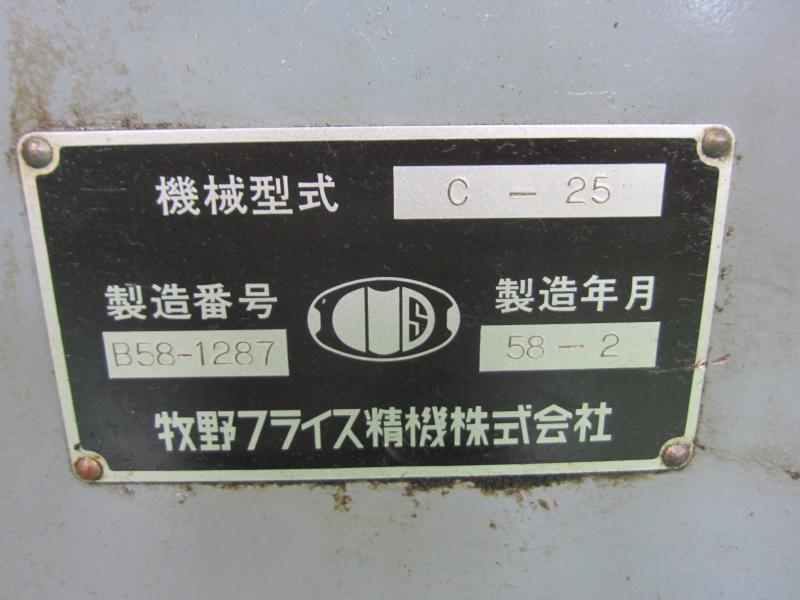 機械型式 C - 25
製造番号 製造年月
B58-1287 58 - 2
牧野フライス精機株式会社